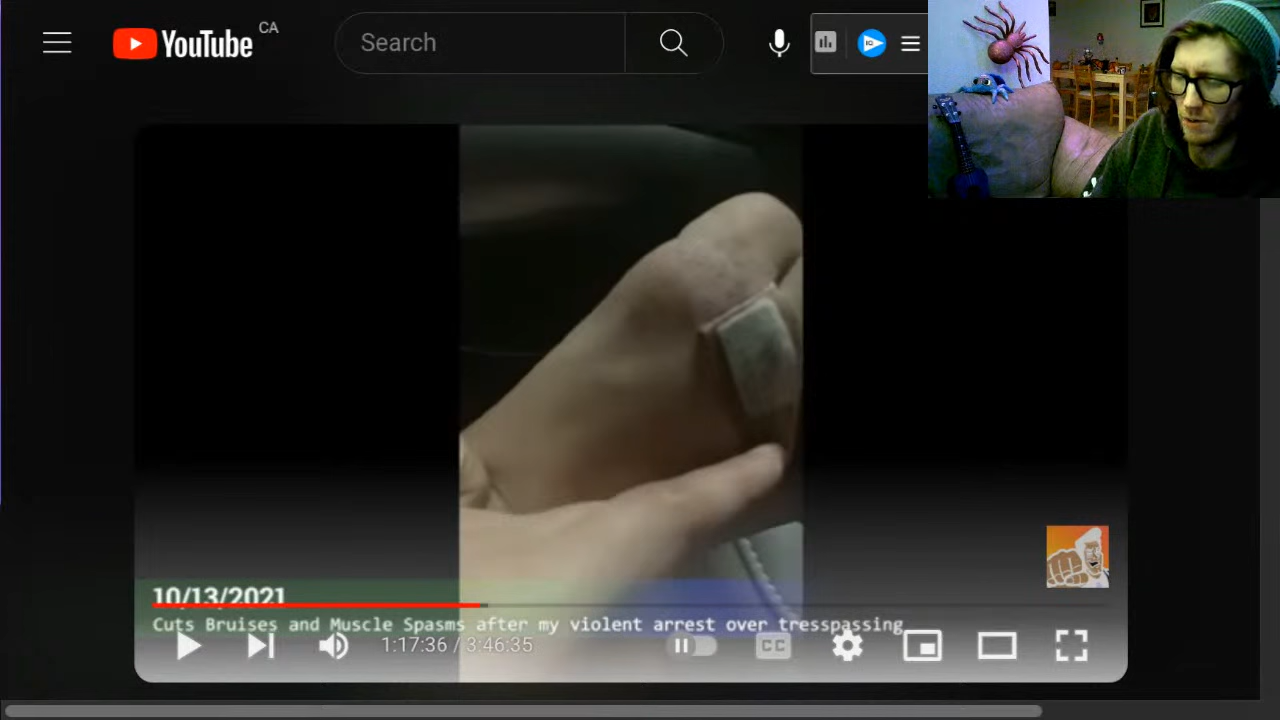 YouTube CA
Search
10/13/2021
Cuts Bruises and Muscle Spasms after my violent arrest over tresspassing
1:17:36 / 3:46:35
CC